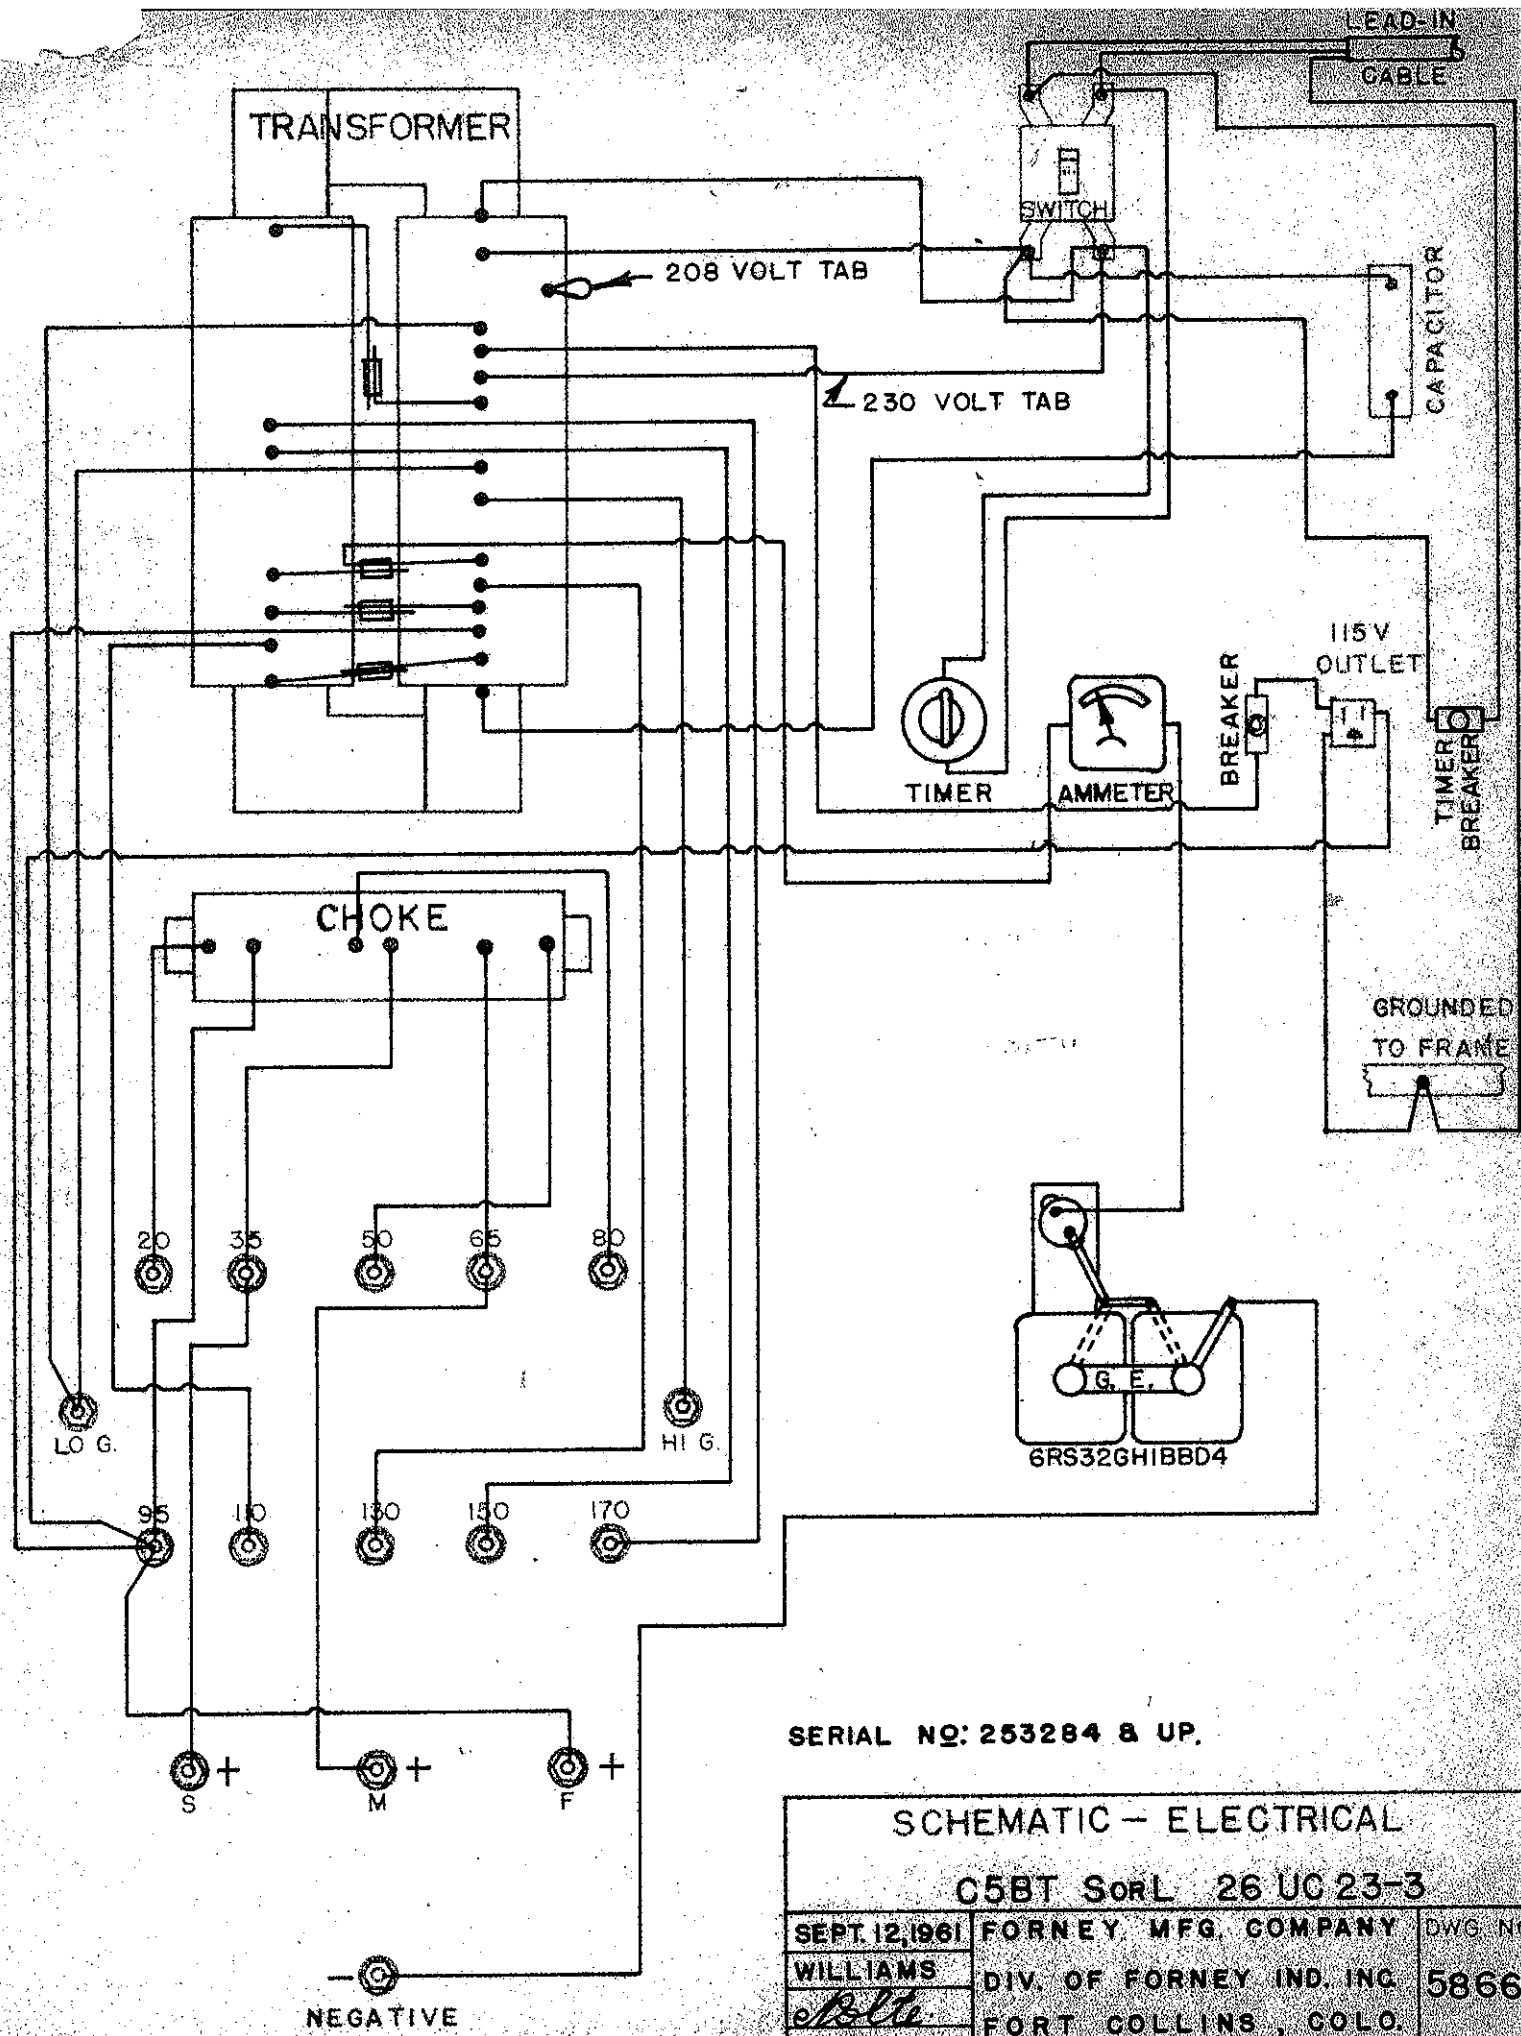 LEAD-IN
CABLE
TRANSFORMER
SWITCH
208 VOLT TAB
CAPACITOR
230 VOLT TAB
115V
OUTLET
BREAKER
TIMER
BREAKER
TIMER
AMMETER
CHOKE
GROUNDED
TO FRAME
20
35
50
65
80
G. E.
LO G.
HI G.
6RS32GH1BBD4
95
110
130
150
170
SERIAL NO: 253284 & UP.
S +
M +
F +
SCHEMATIC - ELECTRICAL
C5BT SORL 26 UC 23-3
SEPT. 12, 1961
FORNEY MFG. COMPANY
DWG. N
WILLIAMS
DIV. OF FORNEY IND. INC.
5866
FORT COLLINS, COLO.
-
NEGATIVE